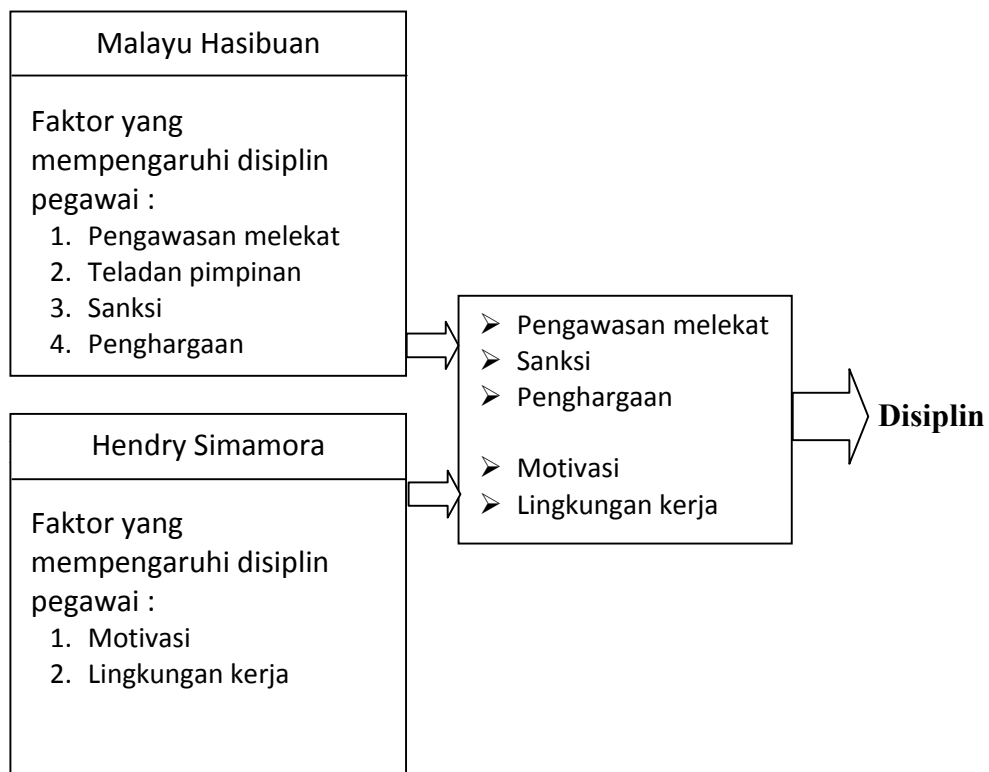 Malayu Hasibuan
Faktor yang
mempengaruhi disiplin
pegawai :
1. Pengawasan melekat
2. Teladan pimpinan
3. Sanksi
4. Penghargaan
Hendry Simamora
Faktor yang
mempengaruhi disiplin
pegawai :
1. Motivasi
2. Lingkungan kerja
➢ Pengawasan melekat
➢ Sanksi
➢ Penghargaan
➢ Motivasi
➢ Lingkungan kerja
Disiplin